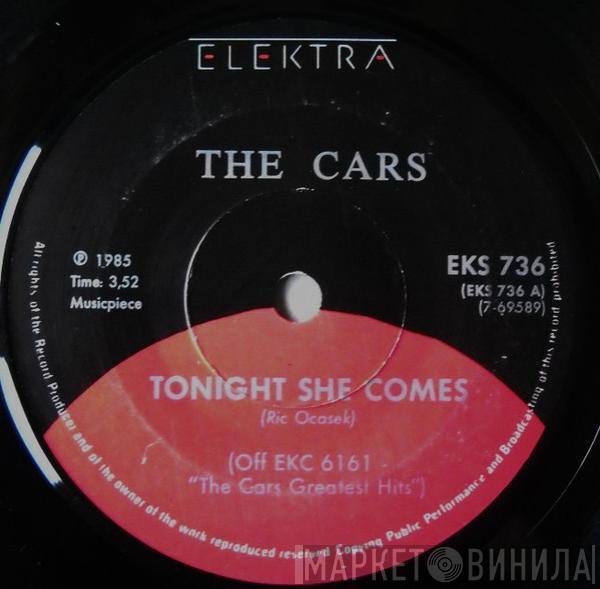 ELEKTRA
THE CARS
℗ 1985
Time: 3,52
Musicpiece
EKS 736
(EKS 736 A)
(7-69589)
TONIGHT SHE COMES
(Ric Ocasek)
(Off EKC 6161 -
"The Cars Greatest Hits")
All rights of the Record Producer and of the owner of the work reproduced reserved Copying Public Performance and Broadcasting of this record prohibited
МАРКЕТ ВИНИЛА